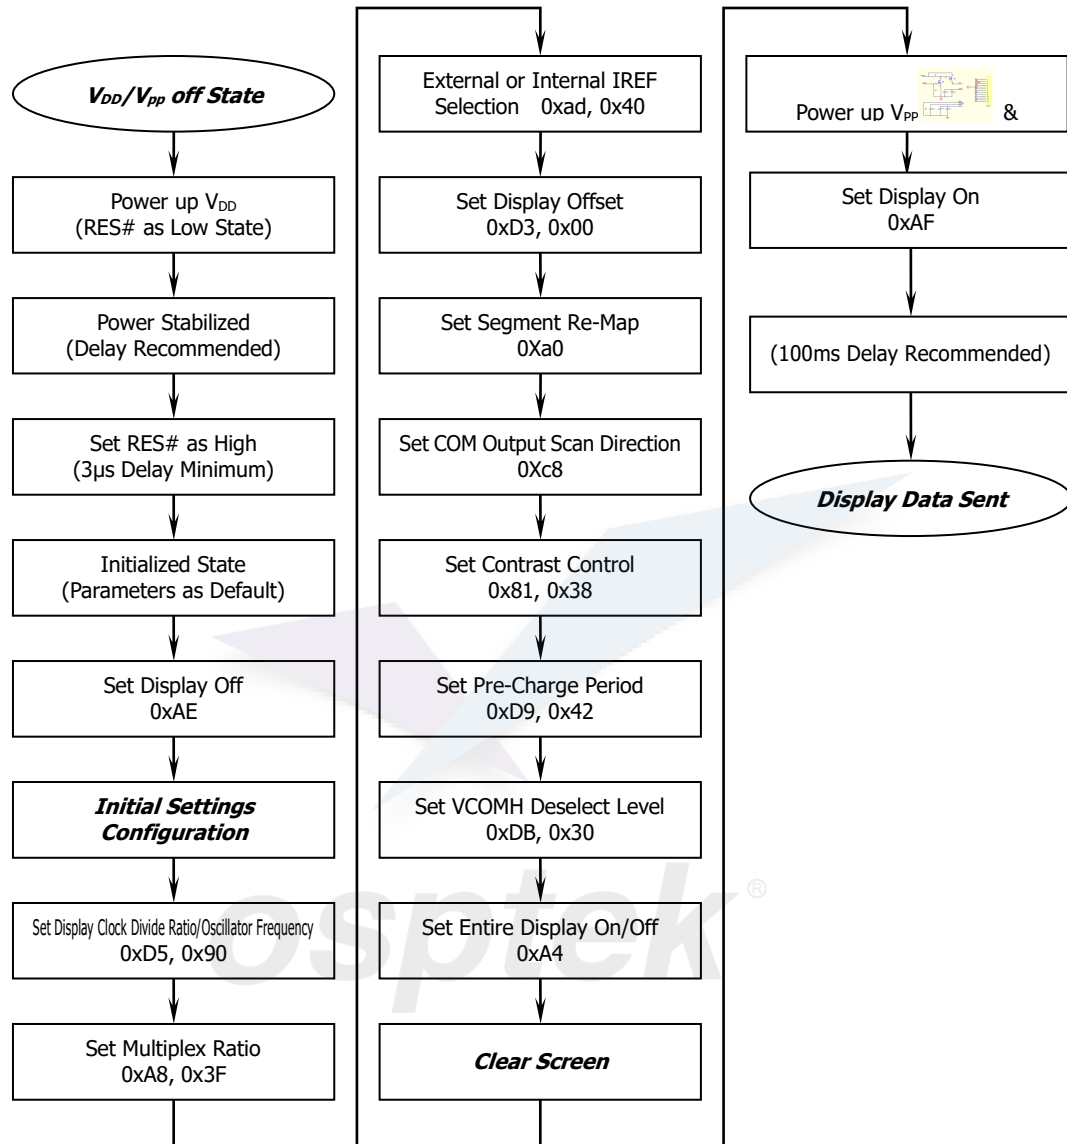 V_DD/V_pp off State
Power up V_DD
(RES# as Low State)
Power Stabilized
(Delay Recommended)
Set RES# as High
(3μs Delay Minimum)
Initialized State
(Parameters as Default)
Set Display Off
0xAE
Initial Settings
Configuration
Set Display Clock Divide Ratio/Oscillator Frequency
0xD5, 0x90
Set Multiplex Ratio
0xA8, 0x3F
External or Internal IREF
Selection 0xad, 0x40
Set Display Offset
0xD3, 0x00
Set Segment Re-Map
0Xa0
Set COM Output Scan Direction
0Xc8
Set Contrast Control
0x81, 0x38
Set Pre-Charge Period
0xD9, 0x42
Set VCOMH Deselect Level
0xDB, 0x30
Set Entire Display On/Off
0xA4
Clear Screen
Power up V_PP &
Set Display On
0xAF
(100ms Delay Recommended)
Display Data Sent
osptek®